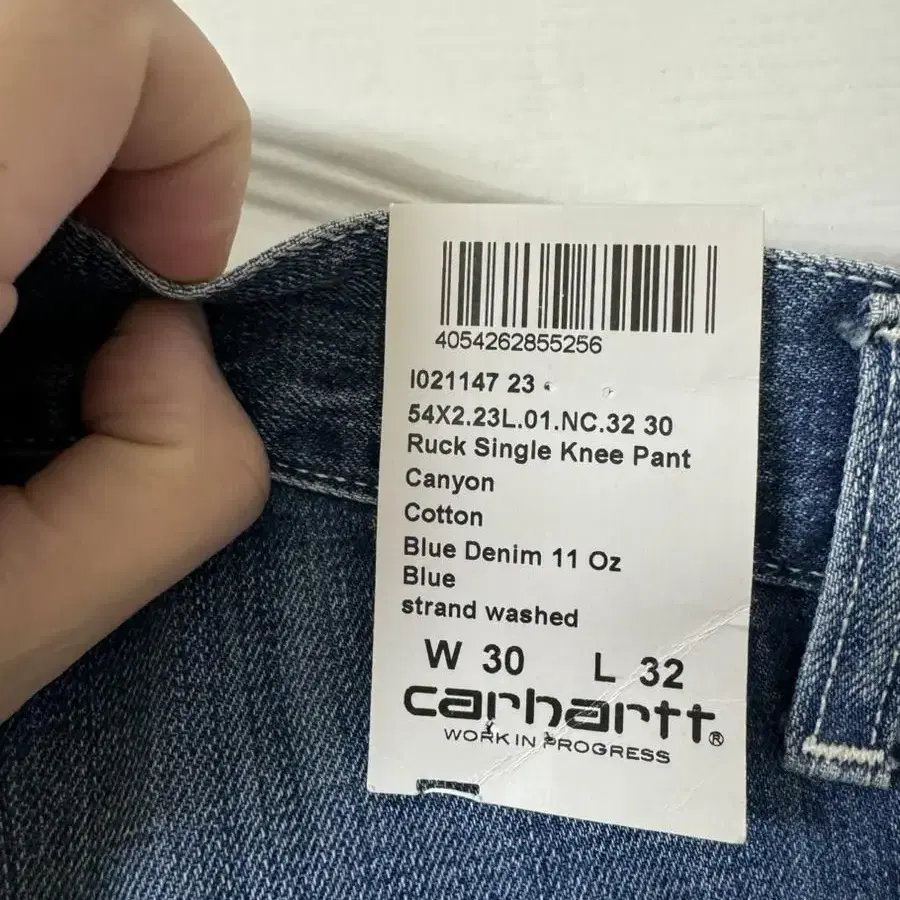 4054262855256
I021147 23
54X2.23L.01.NC.32 30
Ruck Single Knee Pant
Canyon
Cotton
Blue Denim 11 Oz
Blue
strand washed
W 30 L 32
carhartt®
WORK IN PROGRESS